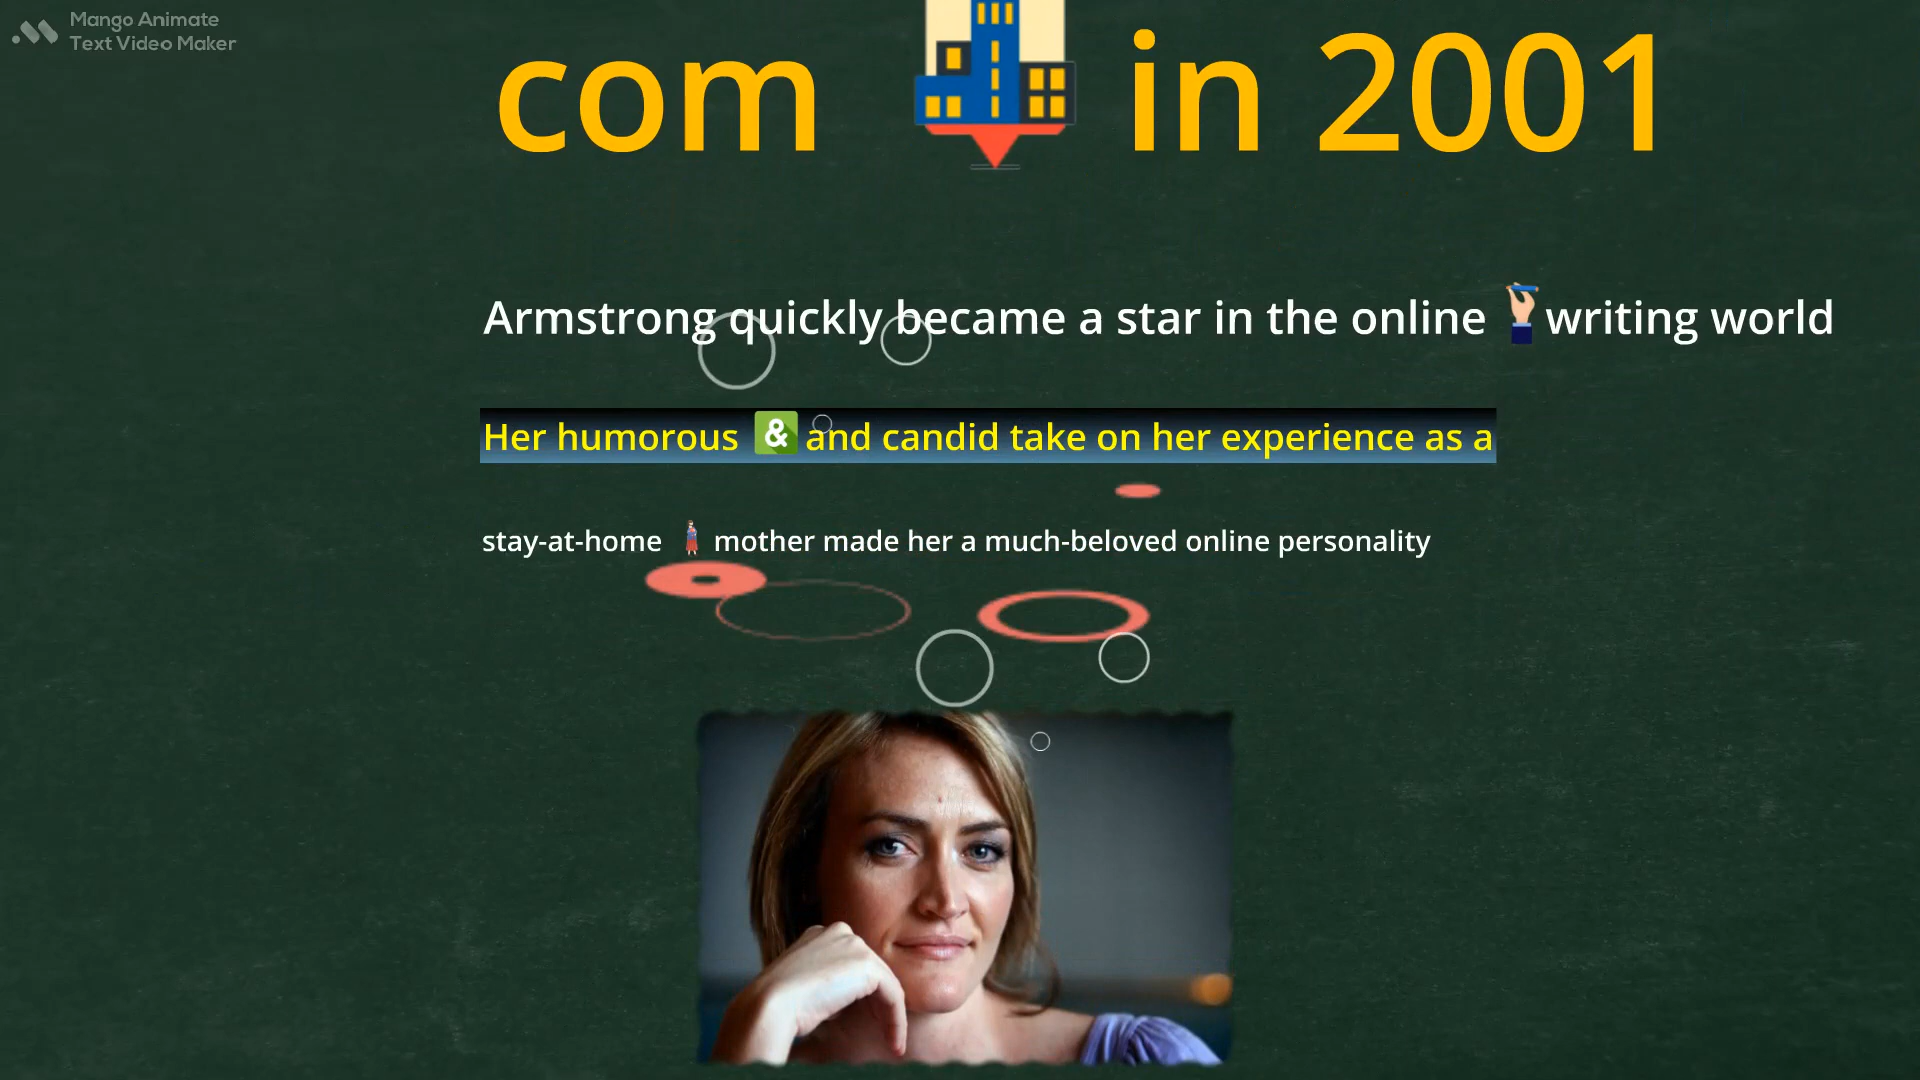 Mango Animate
Text Video Maker
com in 2001
Armstrong quickly became a star in the online writing world
Her humorous & and candid take on her experience as a
stay-at-home mother made her a much-beloved online personality